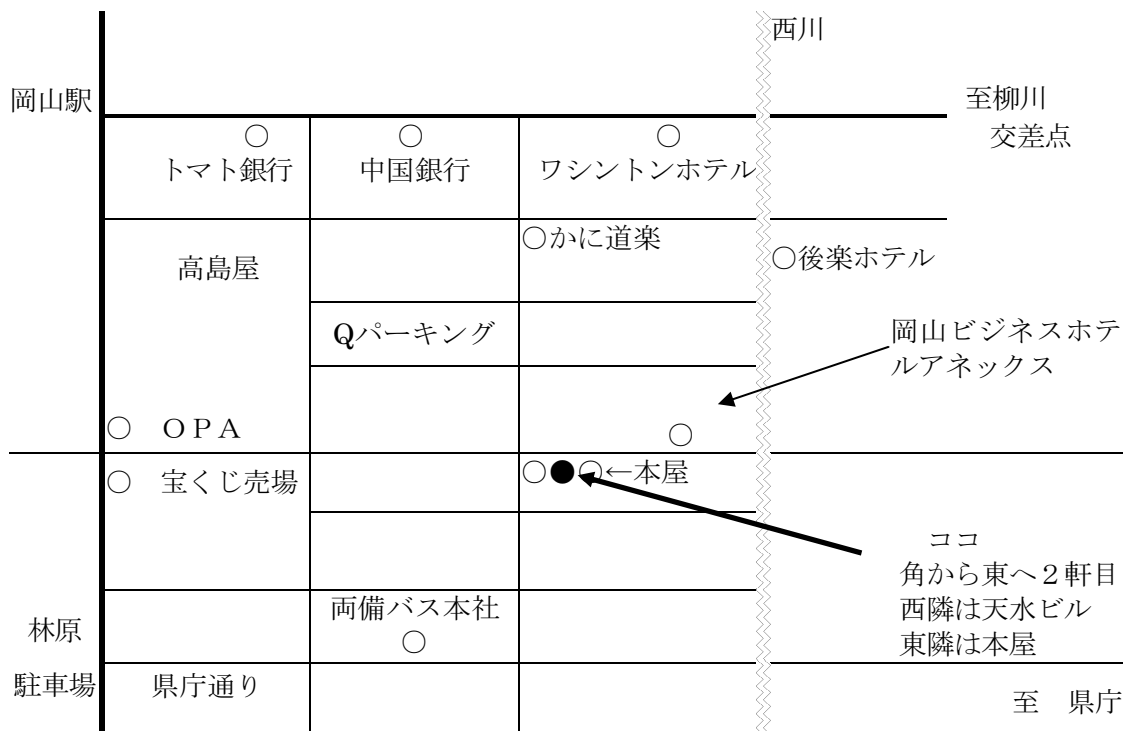 西川
岡山駅
至柳川
交差点
○
トマト銀行
○
中国銀行
○
ワシントンホテル
○かに道楽
高島屋
○後楽ホテル
Qパーキング
岡山ビジネスホテ
ルアネックス
○ ＯＰＡ
○
○ 宝くじ売場
○●○←本屋
ココ
角から東へ２軒目
西隣は天水ビル
東隣は本屋
両備バス本社
○
林原
駐車場
県庁通り
至 県庁